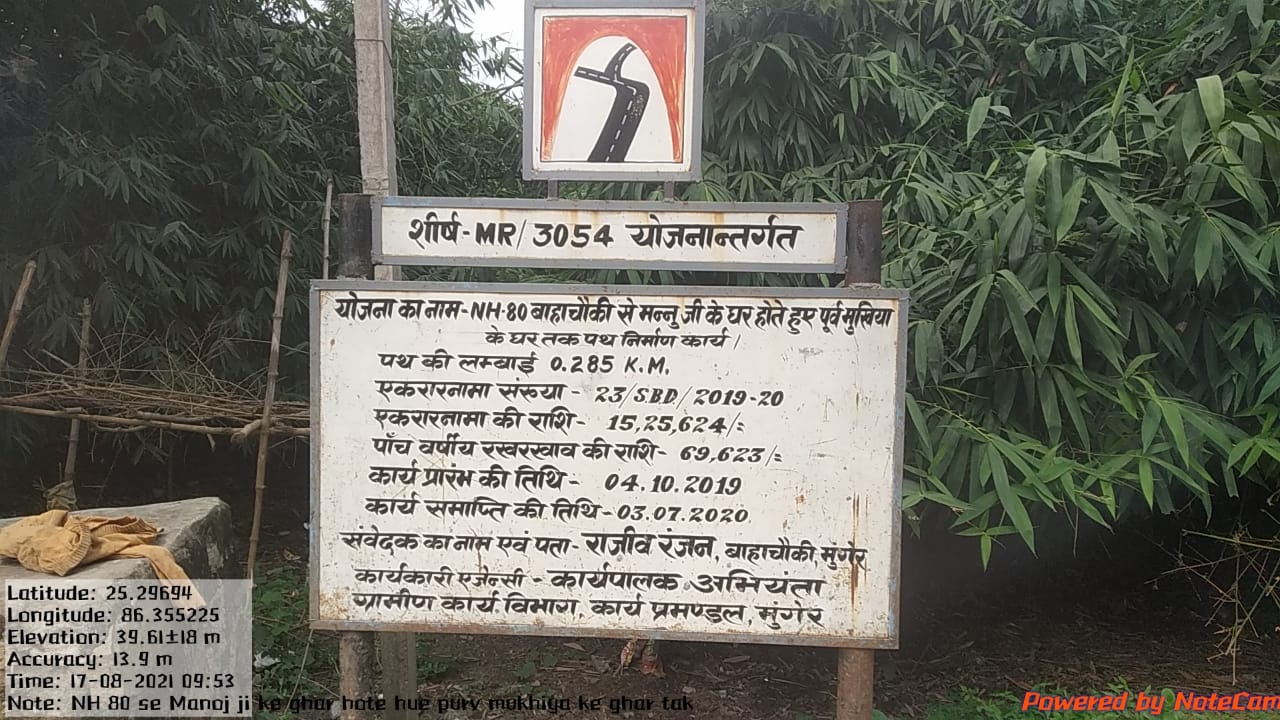 शीर्ष-MR/3054 योजनान्तर्गत
योजना का नाम-NH-80 बाहाचौकी से मन्नु जी के घर होते हुए पूर्व मुखिया
के घर तक पथ निर्माण कार्य।
पथ की लम्बाई 0.285 K.M.
एकरारनामा संख्या - 23/SBD/2019-20
एकरारनामा की राशि- 15,25,624/=
पाँच वर्षीय रखरखाव की राशि- 69,623/=
कार्य प्रारंभ की तिथि - 04.10.2019
कार्य समाप्ति की तिथि-03.07.2020
संवेदक का नाम एवं पता- राजीव रंजन, बाहाचौकी, मुंगेर
कार्यकारी एजेन्सी - कार्यपालक अभियंता
ग्रामीण कार्य विभाग, कार्य प्रमण्डल, मुंगेर
Latitude: 25.29694
Longitude: 86.355225
Elevation: 39.61±18 m
Accuracy: 13.9 m
Time: 17-08-2021 09:53
Note: NH 80 se Manoj ji ke ghar hote hue purv mukhiya ke ghar tak
Powered by NoteCam